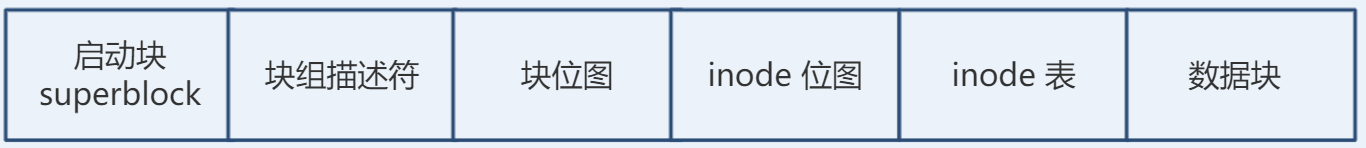 启动块
superblock
块组描述符
块位图
inode 位图
inode 表
数据块